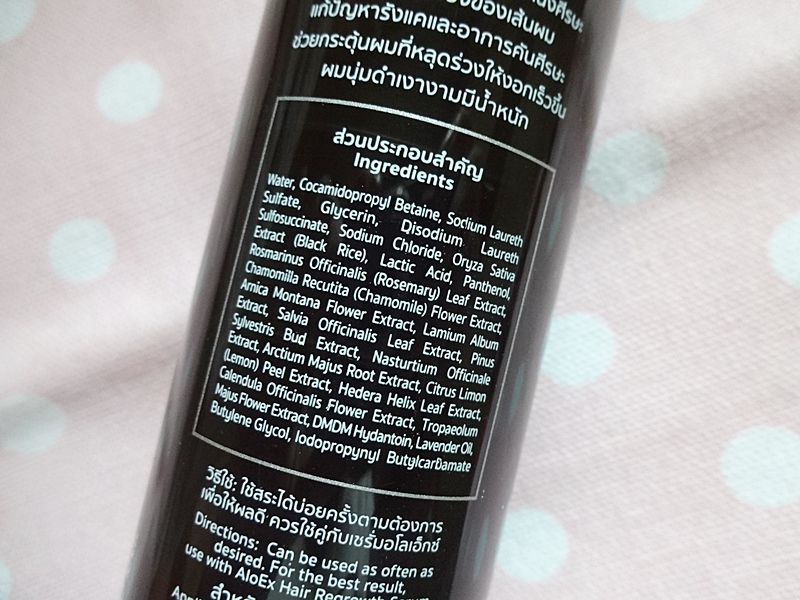 ของเส้นผม
แก้ปัญหารังแคและอาการคันศีรษะ
ช่วยกระตุ้นผมที่หลุดร่วงให้งอกเร็วขึ้น
ผมนุ่มดำเงางามมีน้ำหนัก
ส่วนประกอบสำคัญ
Ingredients
Water, Cocamidopropyl Betaine, Sodium Laureth
Sulfate, Glycerin, Disodium Laureth
Sulfosuccinate, Sodium Chloride, Oryza Sativa
Extract (Black Rice), Lactic Acid, Panthenol,
Rosmarinus Officinalis (Rosemary) Leaf Extract,
Chamomilla Recutita (Chamomile) Flower Extract,
Arnica Montana Flower Extract, Lamium Album
Extract, Salvia Officinalis Leaf Extract, Pinus
Sylvestris Bud Extract, Nasturtium Officinale
Extract, Arctium Majus Root Extract, Citrus Limon
(Lemon) Peel Extract, Hedera Helix Leaf Extract,
Calendula Officinalis Flower Extract, Tropaeolum
Majus Flower Extract, DMDM Hydantoin, Lavender Oil,
Butylene Glycol, Iodopropynyl Butylcarbamate
วิธีใช้: ใช้สระได้บ่อยครั้งตามต้องการ
เพื่อให้ผลดี ควรใช้คู่กับเซรั่มอโลเอ็กซ์
Directions: Can be used as often as
desired. For the best result,
use with AloEx Hair Regrowth Serum